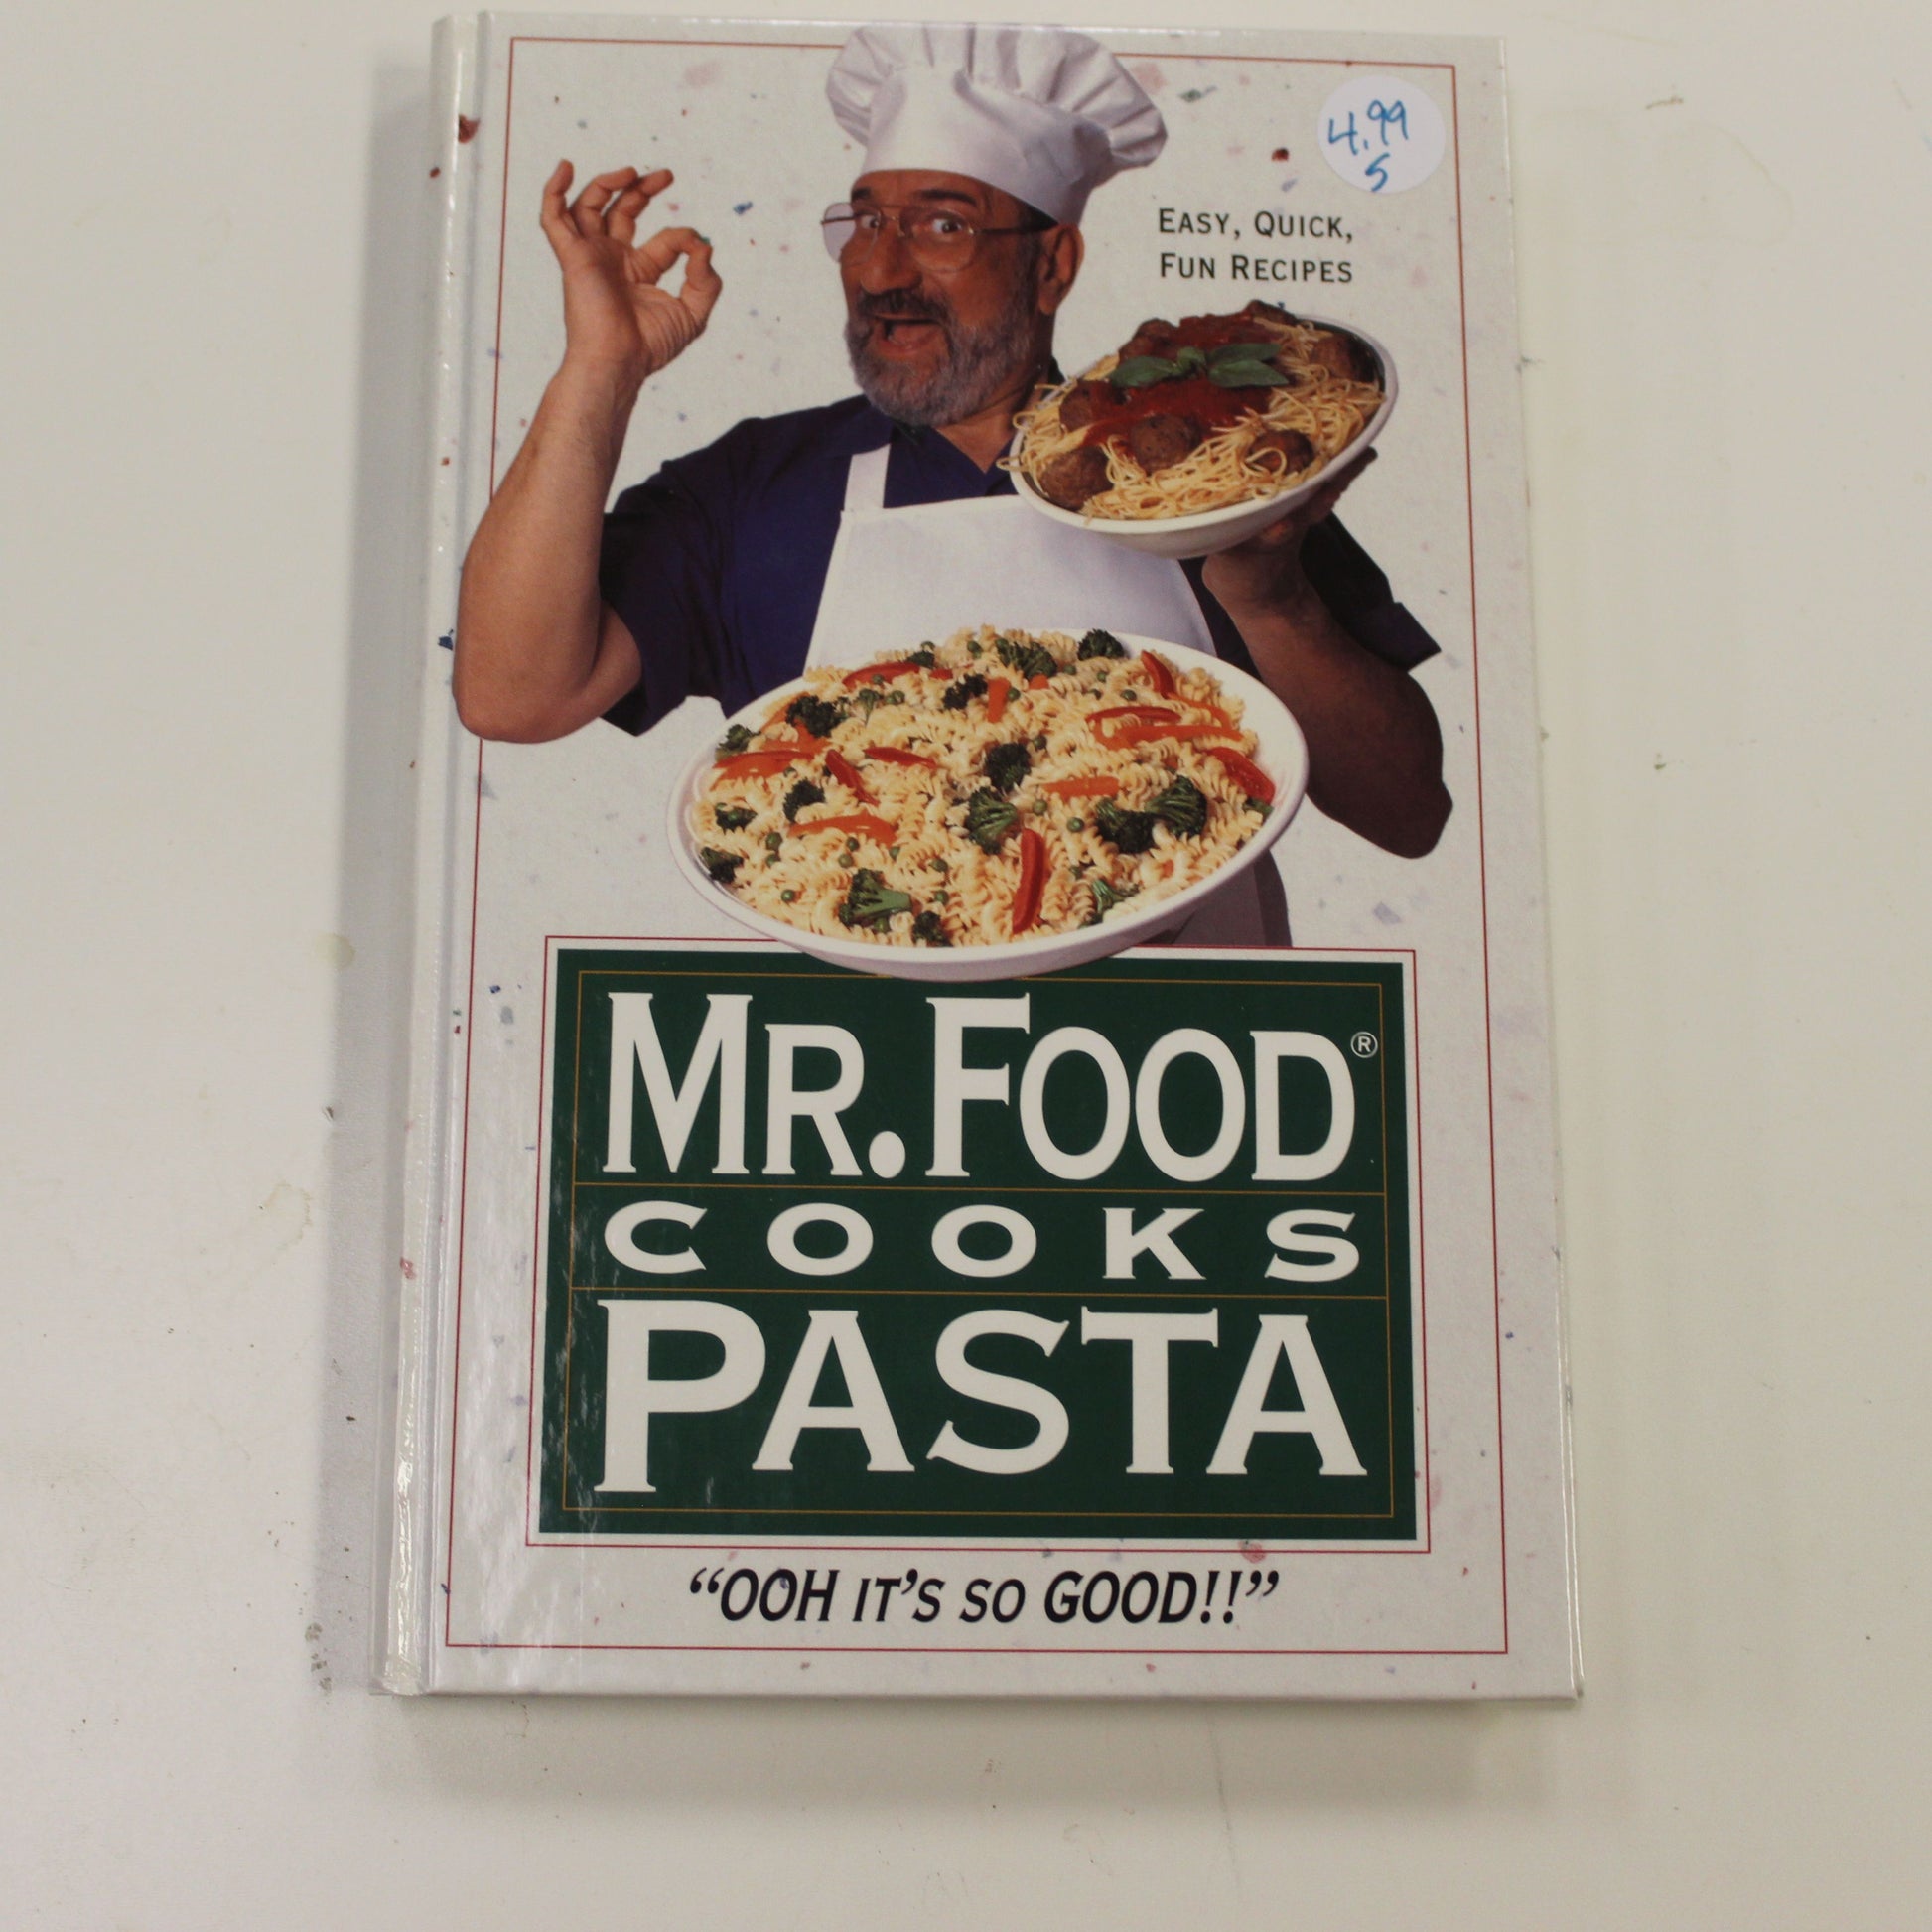 4.99
5
EASY, QUICK,
FUN RECIPES
MR. FOOD®
COOKS
PASTA
“OOH IT’S SO GOOD!!”